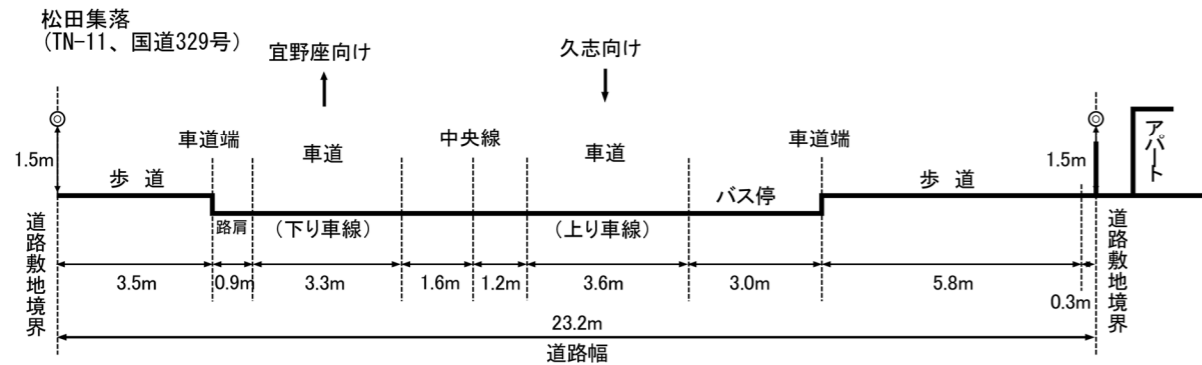 松田集落
(TN-11、国道329号)
宜野座向け
久志向け
車道端
車道
中央線
車道
車道端
1.5m
歩 道
バス停
歩 道
1.5m
アパート
路肩
(下り車線)
(上り車線)
道路敷地境界
道路敷地境界
3.5m
0.9m
3.3m
1.6m
1.2m
3.6m
3.0m
5.8m
0.3m
23.2m
道路幅